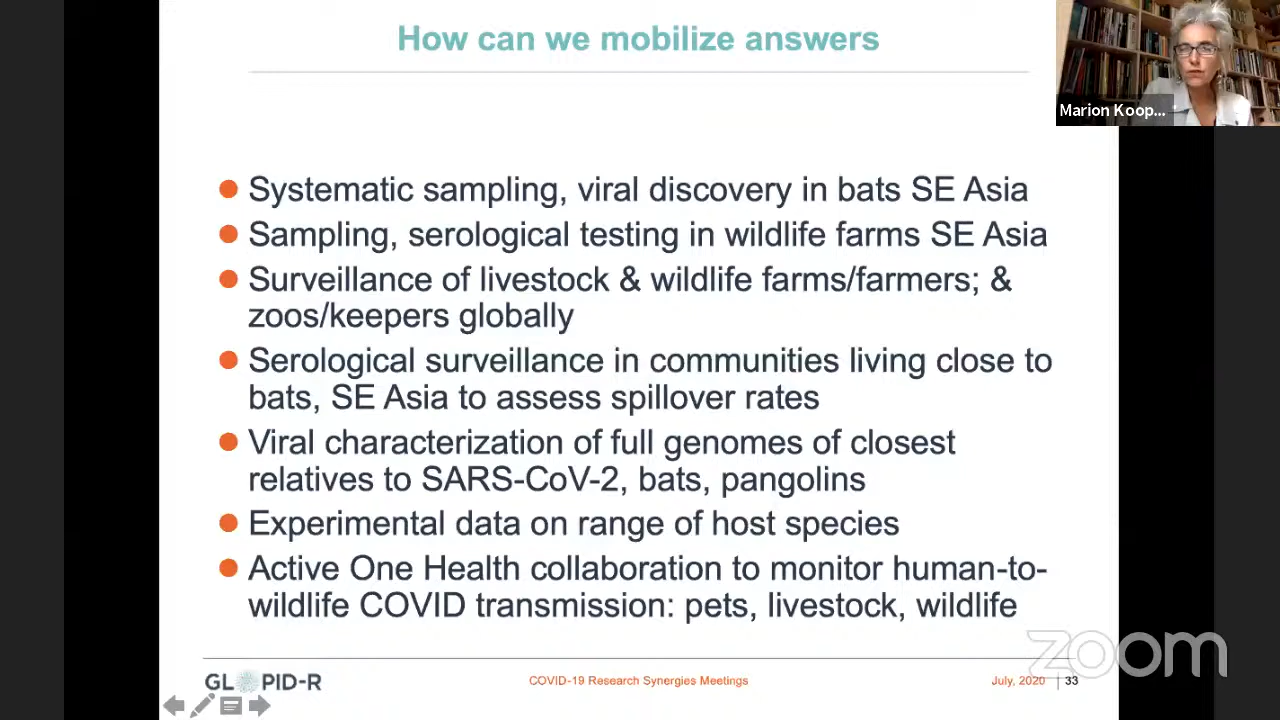 How can we mobilize answers
Marion Koop...
Systematic sampling, viral discovery in bats SE Asia
Sampling, serological testing in wildlife farms SE Asia
Surveillance of livestock & wildlife farms/farmers; &
zoos/keepers globally
Serological surveillance in communities living close to
bats, SE Asia to assess spillover rates
Viral characterization of full genomes of closest
relatives to SARS-CoV-2, bats, pangolins
Experimental data on range of host species
Active One Health collaboration to monitor human-to-
wildlife COVID transmission: pets, livestock, wildlife
zoom
GLOPID-R
COVID-19 Research Synergies Meetings
July, 2020
33